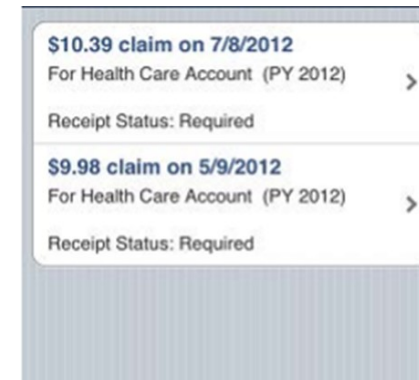 $10.39 claim on 7/8/2012
For Health Care Account (PY 2012)
Receipt Status: Required
$9.98 claim on 5/9/2012
For Health Care Account (PY 2012)
Receipt Status: Required